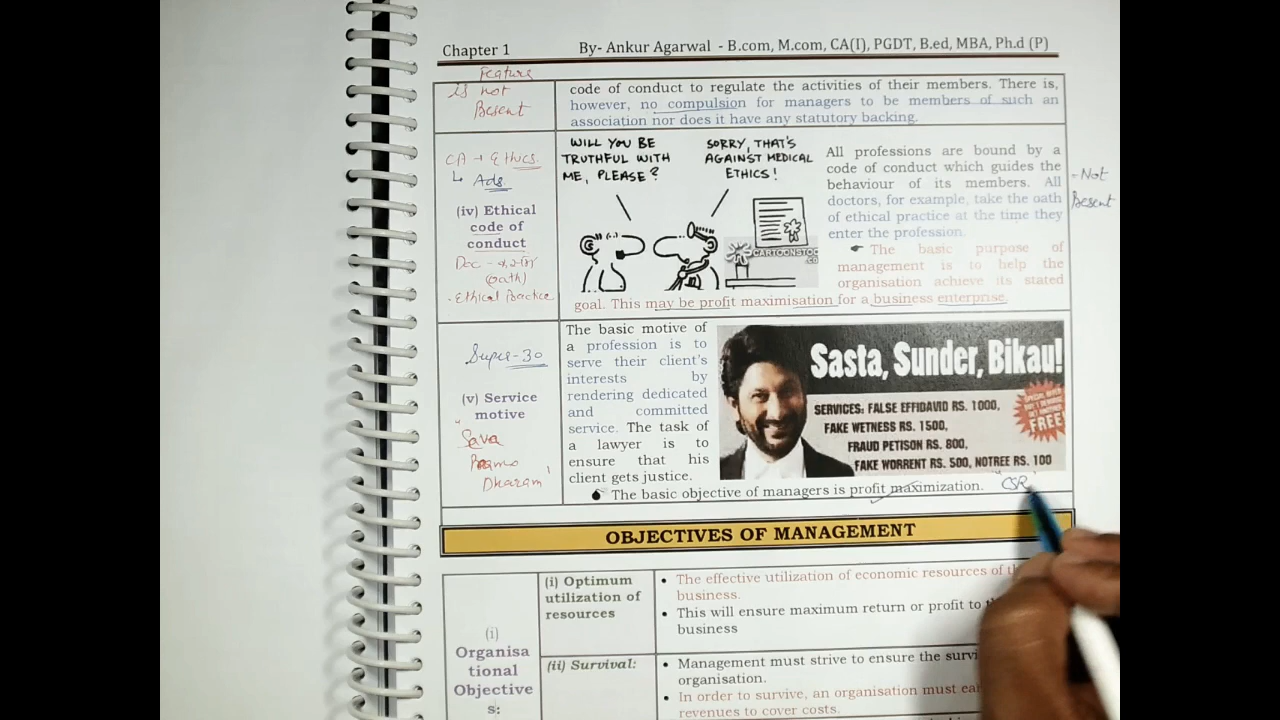 Chapter 1
By- Ankur Agarwal - B.com, M.com, CA(I), PGDT, B.ed, MBA, Ph.d (P)
Feature
is not
Present
code of conduct to regulate the activities of their members. There is,
however, no compulsion for managers to be members of such an
association nor does it have any statutory backing.
CA → Ethics
↳ Ads.
(iv) Ethical
code of
conduct
Doc -
(oath)
- Ethical Practice
WILL YOU BE
TRUTHFUL WITH
ME, PLEASE?
SORRY, THAT'S
AGAINST MEDICAL
ETHICS!
CARTOONSTOC
.CO
All professions are bound by a
code of conduct which guides the
behaviour of its members. All
doctors, for example, take the oath
of ethical practice at the time they
enter the profession.
The basic purpose of
management is to help the
organisation achieve its stated
goal. This may be profit maximisation for a business enterprise.
- Not
Present
Super-30
(v) Service
motive
"Seva
Parmo
Dharam"
The basic motive of
a profession is to
serve their client's
interests by
rendering dedicated
and committed
service. The task of
a lawyer is to
ensure that his
client gets justice.
Sasta, Sunder, Bikau!
SERVICES: FALSE EFFIDAVID RS. 1000,
FAKE WETNESS RS. 1500,
FRAUD PETISON RS. 800,
FAKE WORRENT RS. 500, NOTREE RS. 100
SPECIAL OFFER
FREE
The basic objective of managers is profit maximization. "CSR"
OBJECTIVES OF MANAGEMENT
(i)
Organisa
tional
Objective
s:
(i) Optimum
utilization of
resources
• The effective utilization of economic resources of
business.
• This will ensure maximum return or profit to
business
(ii) Survival:
• Management must strive to ensure the
organisation.
• In order to survive, an organisation must
revenues to cover costs.